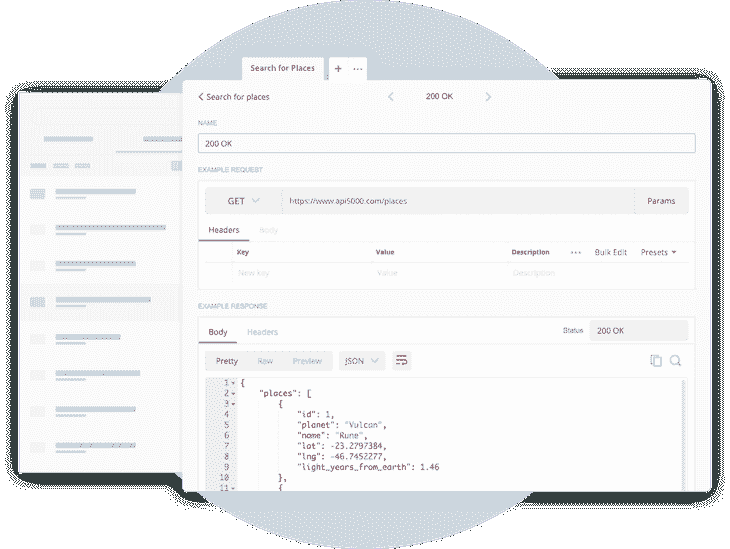 Search for Places + ...
Search for places 200 OK
NAME
200 OK
EXAMPLE REQUEST
GET https://www.api5000.com/places Params
Headers Body
Key Value Description ... Bulk Edit Presets
New key Value Description
EXAMPLE RESPONSE
Body Headers Status 200 OK
Pretty Raw Preview JSON
1 {
2 "places": [
3 {
4 "id": 1,
5 "planet": "Vulcan",
6 "name": "Rune",
7 "lat": -23.2797384,
8 "lng": -46.7452277,
9 "light_years_from_earth": 1.46
10 },
11 {